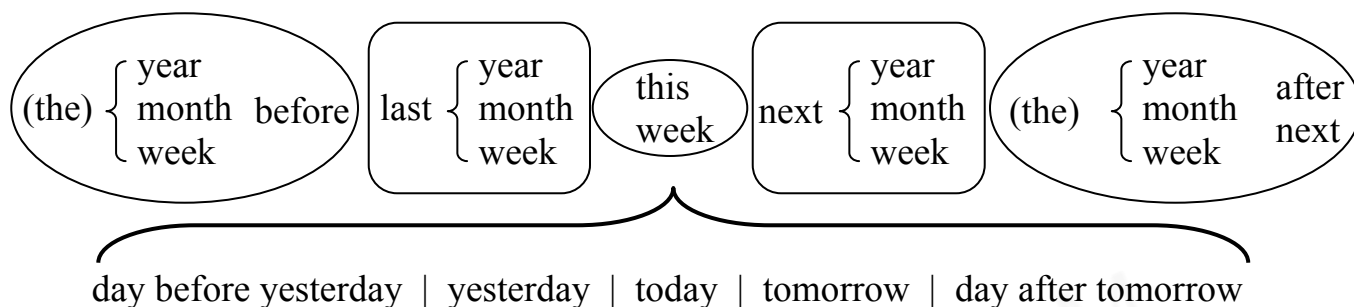 (the) year month week before
last year month week
this week
next year month week
(the) year month week after next
day before yesterday | yesterday | today | tomorrow | day after tomorrow